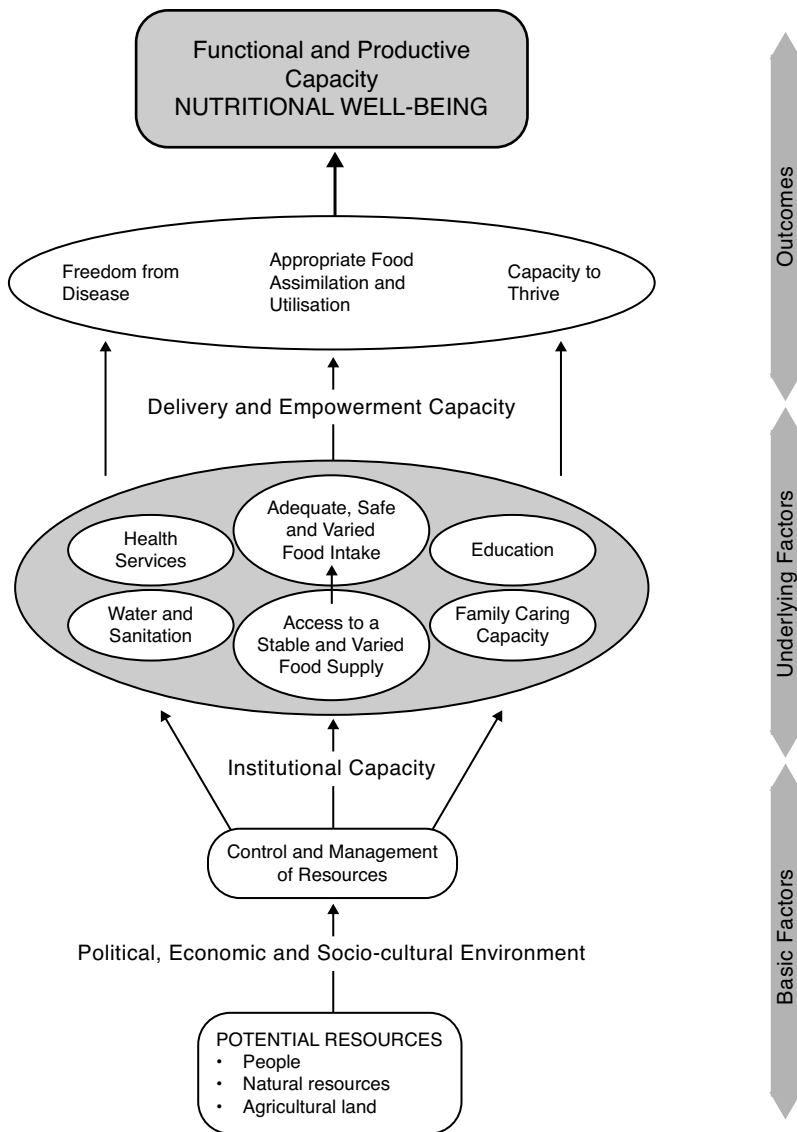 Functional and Productive
Capacity
NUTRITIONAL WELL-BEING
Freedom from
Disease
Appropriate Food
Assimilation and
Utilisation
Capacity to
Thrive
Delivery and Empowerment Capacity
Health
Services
Adequate, Safe
and Varied
Food Intake
Education
Water and
Sanitation
Access to a
Stable and Varied
Food Supply
Family Caring
Capacity
Institutional Capacity
Control and Management
of Resources
Political, Economic and Socio-cultural Environment
POTENTIAL RESOURCES
• People
• Natural resources
• Agricultural land
Outcomes
Underlying Factors
Basic Factors